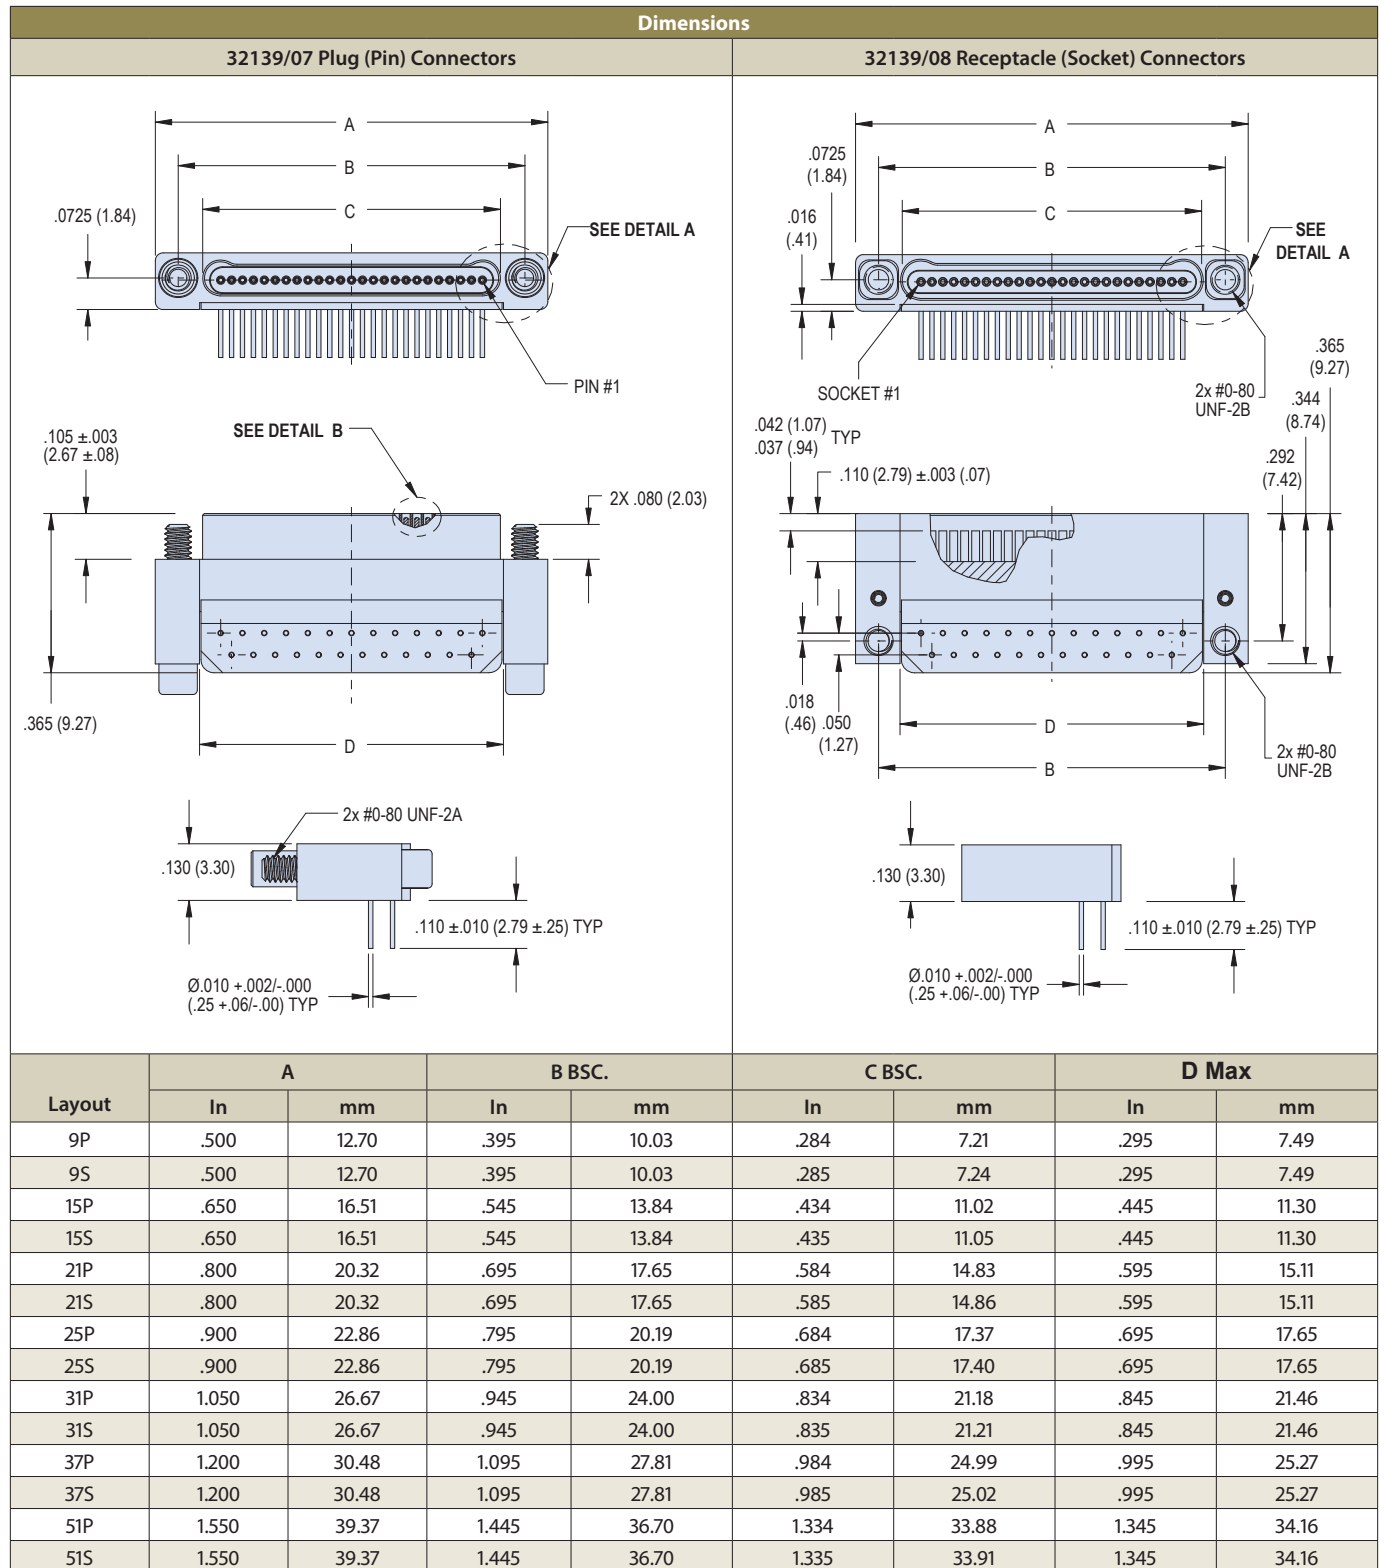 Dimensions
32139/07 Plug (Pin) Connectors
A
B
C
.0725 (1.84)
SEE DETAIL A
PIN #1
SEE DETAIL B
.105 ±.003
(2.67 ±.08)
2X .080 (2.03)
.365 (9.27)
D
2x #0-80 UNF-2A
.130 (3.30)
.110 ±.010 (2.79 ±.25) TYP
Ø.010 +.002/-.000
(.25 +.06/-.00) TYP
32139/08 Receptacle (Socket) Connectors
A
.0725
(1.84)
B
.016
(.41)
C
SEE
DETAIL A
SOCKET #1
2x #0-80
UNF-2B
.365
(9.27)
.344
(8.74)
.292
(7.42)
.042 (1.07)
.037 (.94)
TYP
.110 (2.79) ±.003 (.07)
.018
(.46)
.050
(1.27)
D
B
2x #0-80
UNF-2B
.130 (3.30)
.110 ±.010 (2.79 ±.25) TYP
Ø.010 +.002/-.000
(.25 +.06/-.00) TYP
Layout A B BSC. C BSC. D Max
In mm In mm In mm In mm
9P .500 12.70 .395 10.03 .284 7.21 .295 7.49
9S .500 12.70 .395 10.03 .285 7.24 .295 7.49
15P .650 16.51 .545 13.84 .434 11.02 .445 11.30
15S .650 16.51 .545 13.84 .435 11.05 .445 11.30
21P .800 20.32 .695 17.65 .584 14.83 .595 15.11
21S .800 20.32 .695 17.65 .585 14.86 .595 15.11
25P .900 22.86 .795 20.19 .684 17.37 .695 17.65
25S .900 22.86 .795 20.19 .685 17.40 .695 17.65
31P 1.050 26.67 .945 24.00 .834 21.18 .845 21.46
31S 1.050 26.67 .945 24.00 .835 21.21 .845 21.46
37P 1.200 30.48 1.095 27.81 .984 24.99 .995 25.27
37S 1.200 30.48 1.095 27.81 .985 25.02 .995 25.27
51P 1.550 39.37 1.445 36.70 1.334 33.88 1.345 34.16
51S 1.550 39.37 1.445 36.70 1.335 33.91 1.345 34.16